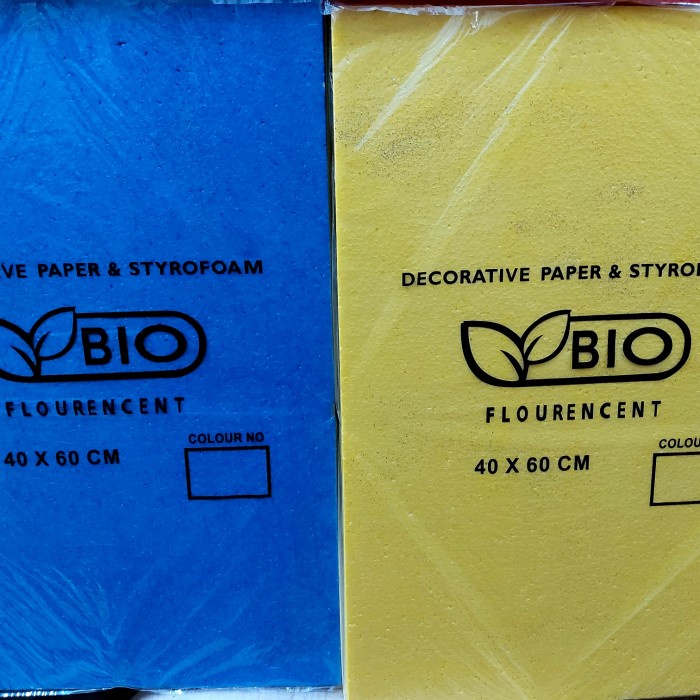 VE PAPER & STYROFOAM
BIO
FLOURENCENT
40 X 60 CM
COLOUR NO
DECORATIVE PAPER & STYRO
BIO
FLOURENCENT
40 X 60 CM
COLOU